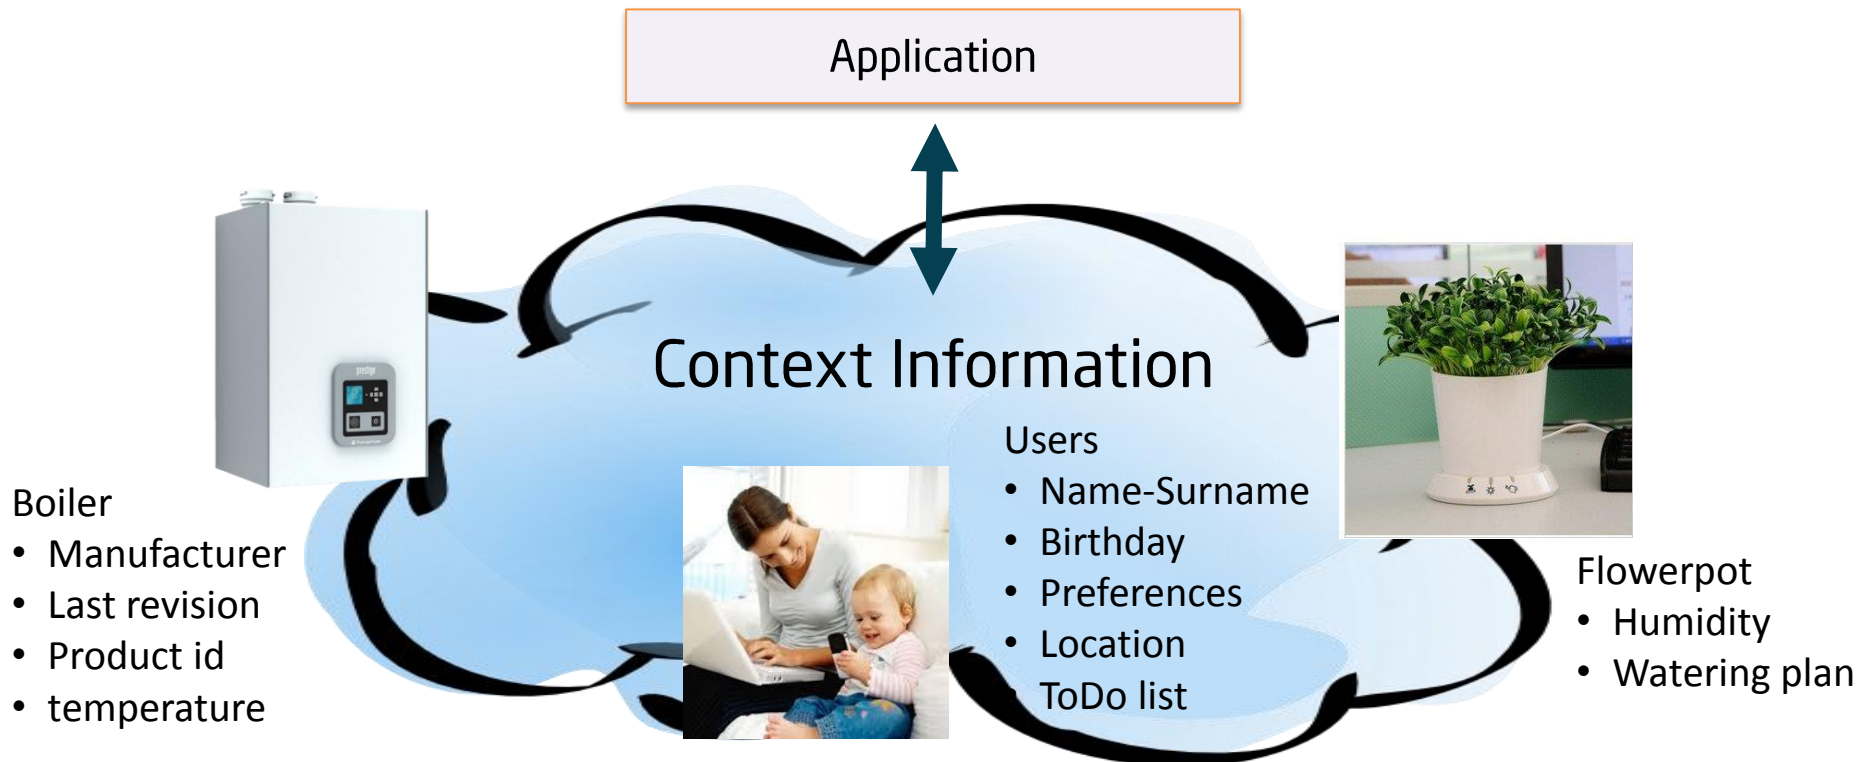 Application
Context Information
prestige
Boiler
• Manufacturer
• Last revision
• Product id
• temperature
Users
• Name-Surname
• Birthday
• Preferences
• Location
• ToDo list
Flowerpot
• Humidity
• Watering plan